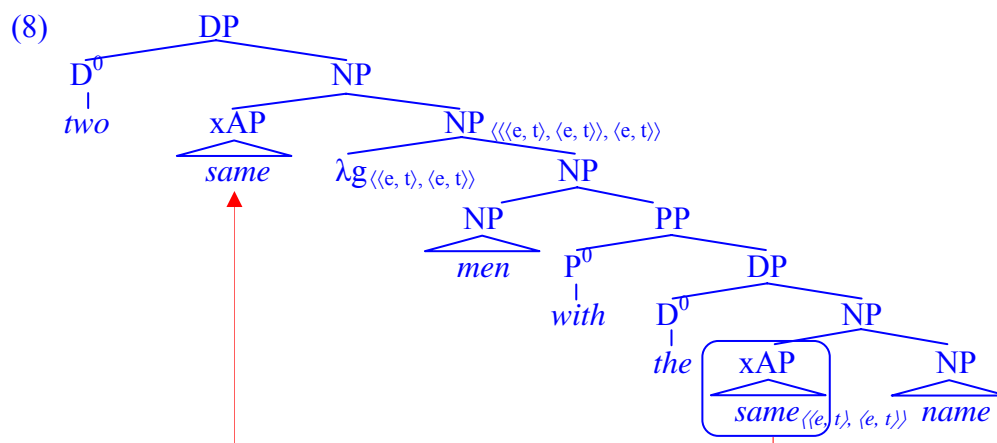 (8) DP
D⁰ NP
two
xAP NP⟨⟨⟨e, t⟩, ⟨e, t⟩⟩, ⟨e, t⟩⟩
same λg⟨⟨e, t⟩, ⟨e, t⟩⟩ NP
NP PP
men P⁰ DP
with D⁰ NP
the xAP NP
same⟨⟨e, t⟩, ⟨e, t⟩⟩ name